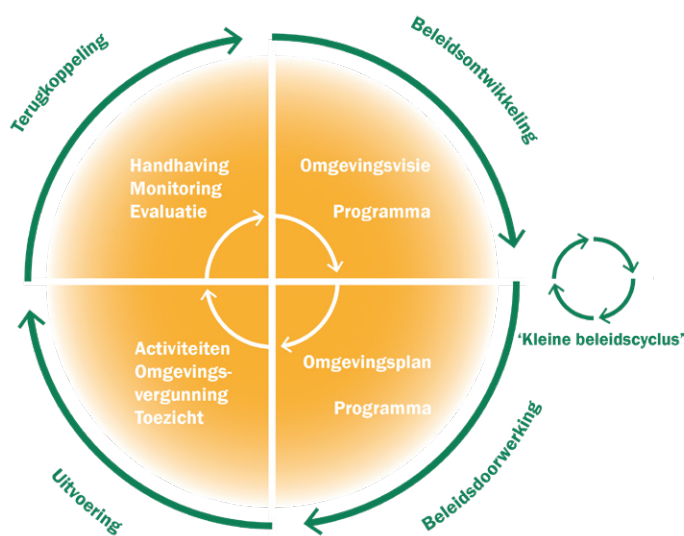 Terugkoppeling
Beleidsontwikkeling
Handhaving
Monitoring
Evaluatie
Omgevingsvisie
Programma
'Kleine beleidscyclus'
Activiteiten
Omgevings-
vergunning
Toezicht
Omgevingsplan
Programma
Uitvoering
Beleidsdoorwerking